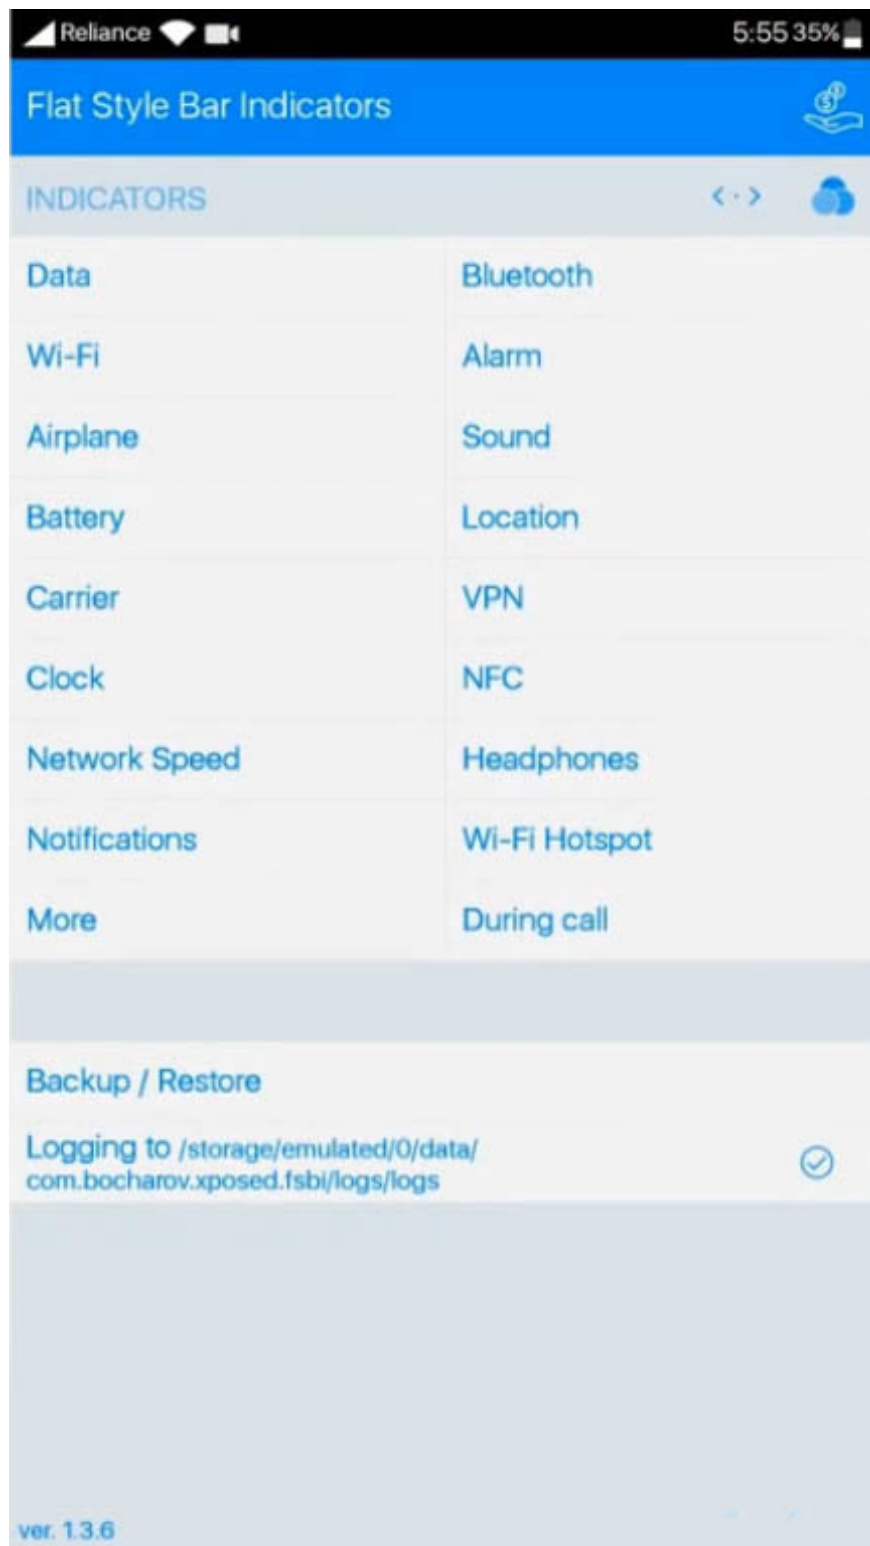 Reliance 5:55 35%
Flat Style Bar Indicators
INDICATORS
Data
Bluetooth
Wi-Fi
Alarm
Airplane
Sound
Battery
Location
Carrier
VPN
Clock
NFC
Network Speed
Headphones
Notifications
Wi-Fi Hotspot
More
During call
Backup / Restore
Logging to /storage/emulated/0/data/
com.bocharov.xposed.fsbi/logs/logs
ver. 1.3.6